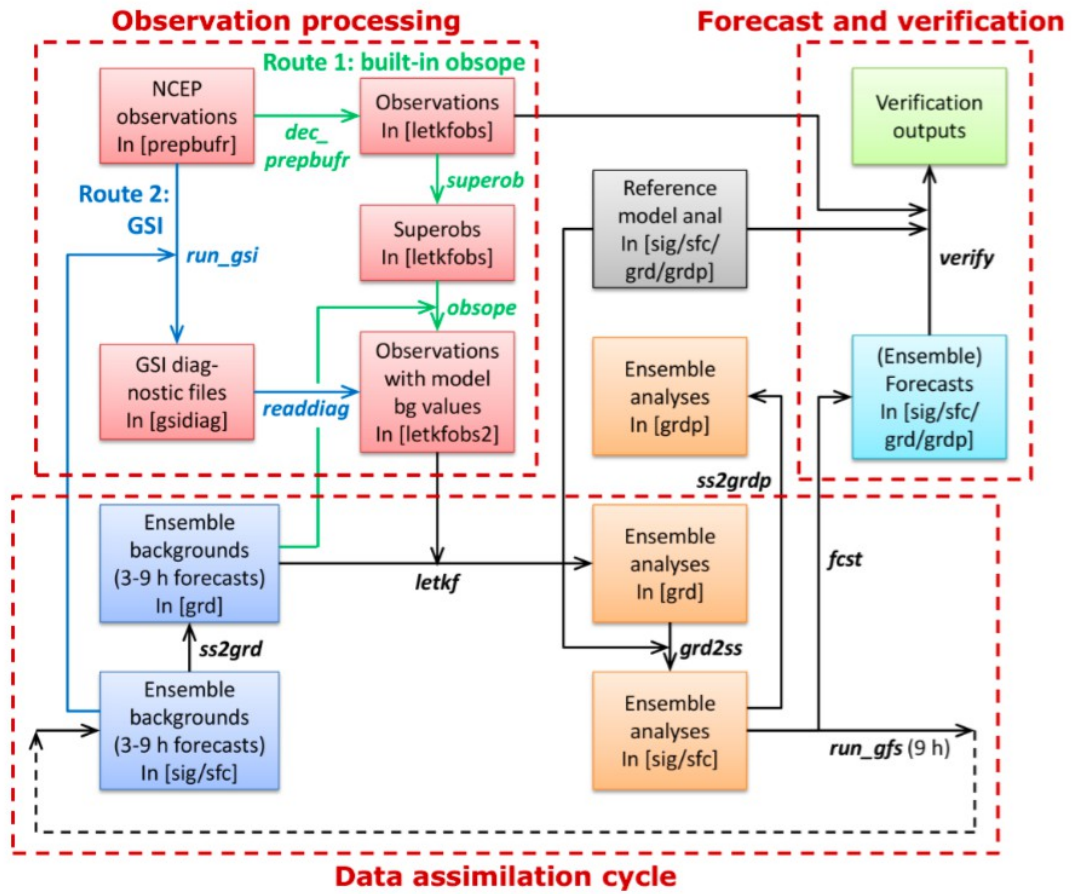 Observation processing
Forecast and verification
Route 1: built-in obsope
NCEP
observations
In [prepbufr]
dec_
prepbufr
Observations
In [letkfobs]
Verification
outputs
superob
Route 2:
GSI
run_gsi
Superobs
In [letkfobs]
Reference
model anal
In [sig/sfc/
grd/grdp]
verify
obsope
GSI diag-
nostic files
In [gsidiag]
readdiag
Observations
with model
bg values
In [letkfobs2]
Ensemble
analyses
In [grdp]
(Ensemble)
Forecasts
In [sig/sfc/
grd/grdp]
ss2grdp
Ensemble
backgrounds
(3-9 h forecasts)
In [grd]
letkf
Ensemble
analyses
In [grd]
fcst
ss2grd
grd2ss
Ensemble
backgrounds
(3-9 h forecasts)
In [sig/sfc]
Ensemble
analyses
In [sig/sfc]
run_gfs (9 h)
Data assimilation cycle